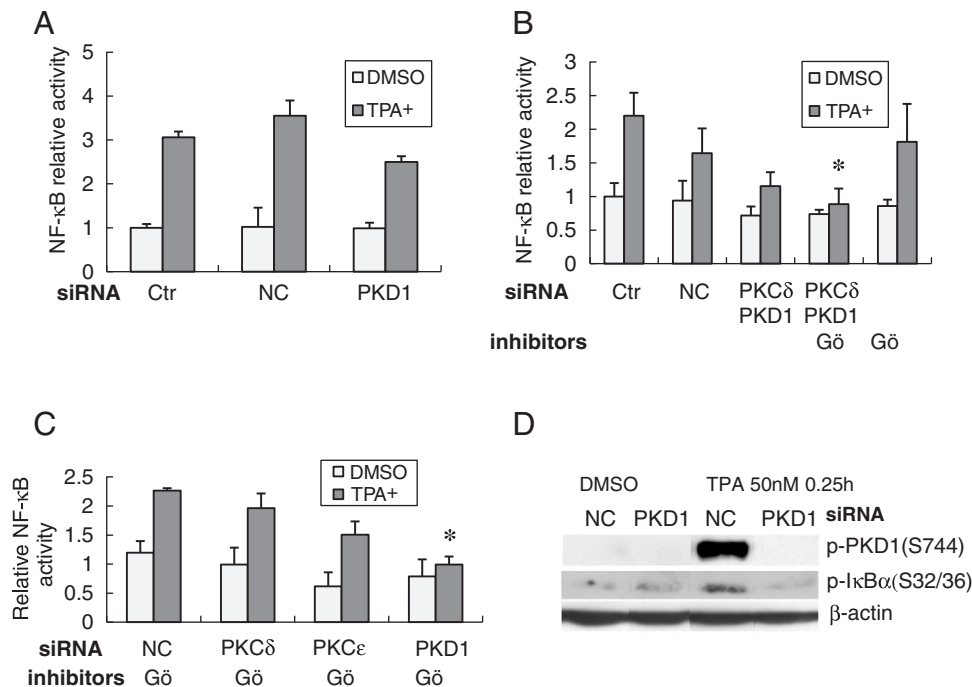 A
NF-κB relative activity
5
4
3
2
1
0
DMSO
TPA+
siRNA Ctr NC PKD1
B
NF-κB relative activity
3
2.5
2
1.5
1
0.5
0
DMSO
TPA+
*
siRNA Ctr NC PKCδ PKCδ
PKD1 PKD1
inhibitors Gö Gö
C
Relative NF-κB
activity
2.5
2
1.5
1
0.5
0
DMSO
TPA+
*
siRNA NC PKCδ PKCε PKD1
inhibitors Gö Gö Gö Gö
D
DMSO TPA 50nM 0.25h
NC PKD1 NC PKD1 siRNA
p-PKD1(S744)
p-IκBα(S32/36)
β-actin